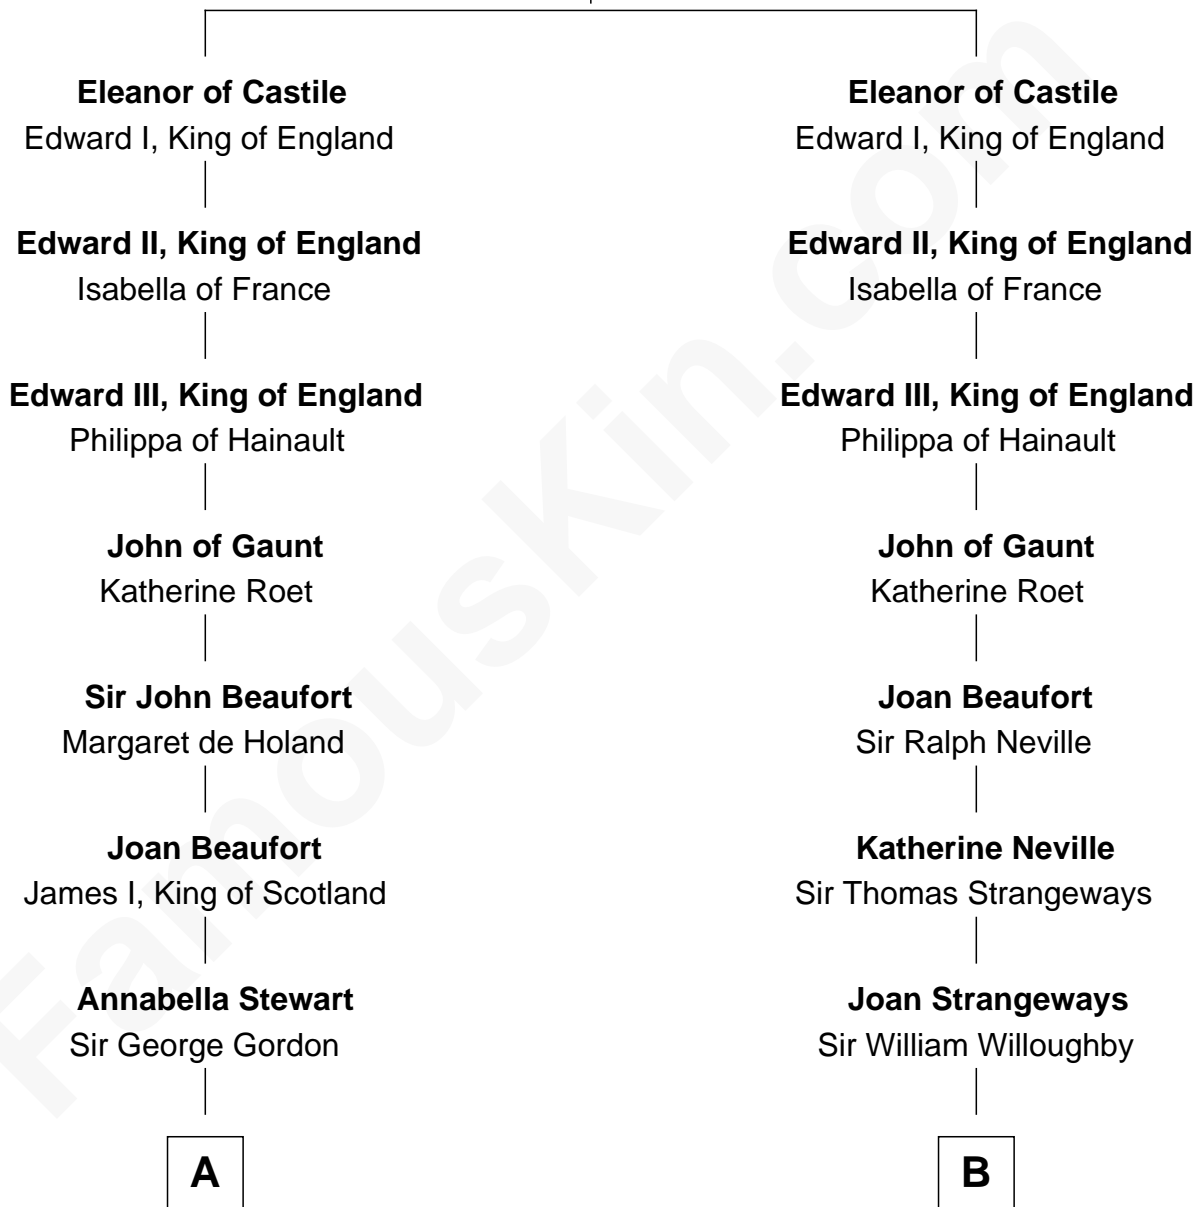 Eleanor of Castile
Edward I, King of England
Edward II, King of England
Isabella of France
Edward III, King of England
Philippa of Hainault
John of Gaunt
Katherine Roet
Sir John Beaufort
Margaret de Holand
Joan Beaufort
James I, King of Scotland
Annabella Stewart
Sir George Gordon
A
Eleanor of Castile
Edward I, King of England
Edward II, King of England
Isabella of France
Edward III, King of England
Philippa of Hainault
John of Gaunt
Katherine Roet
Joan Beaufort
Sir Ralph Neville
Katherine Neville
Sir Thomas Strangeways
Joan Strangeways
Sir William Willoughby
B
FamousKin.com